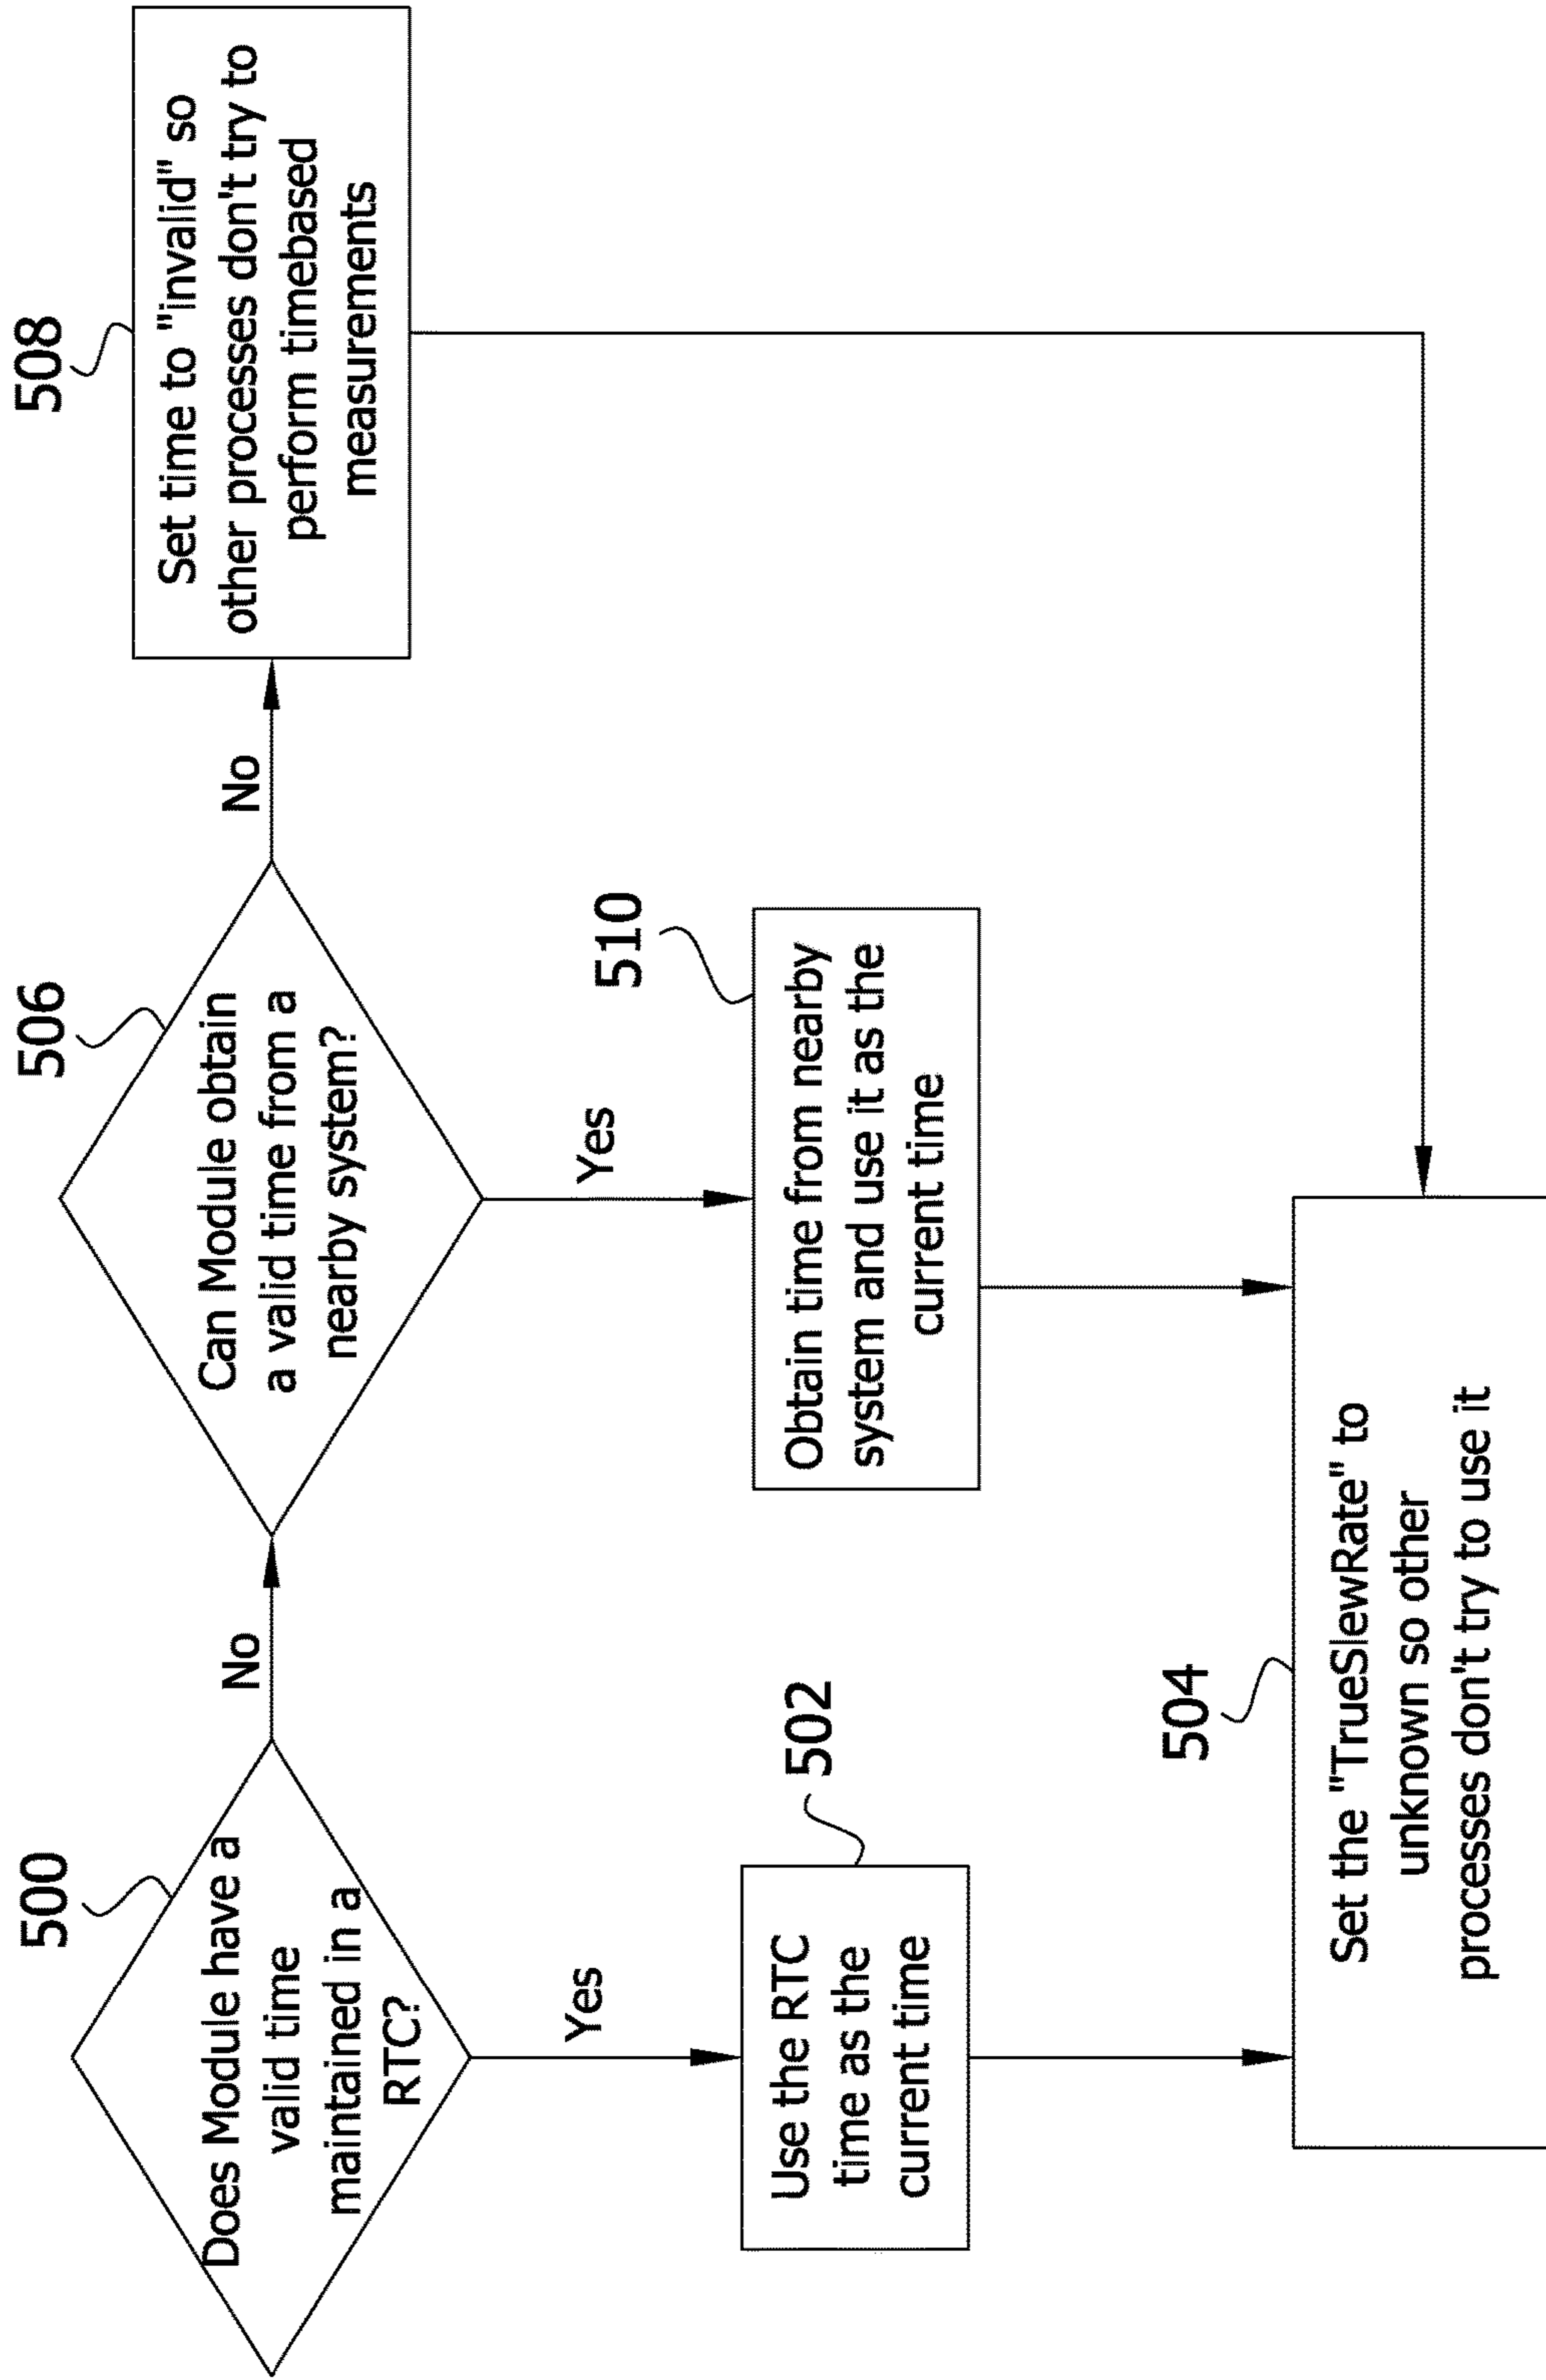 500
Does Module have a
valid time
maintained in a
RTC?
No
Yes
502
Use the RTC
time as the
current time
506
Can Module obtain
a valid time from a
nearby system?
No
Yes
510
Obtain time from nearby
system and use it as the
current time
508
Set time to "invalid" so
other processes don't try to
perform timebased
measurements
504
Set the "TrueSlewRate" to
unknown so other
processes don't try to use it